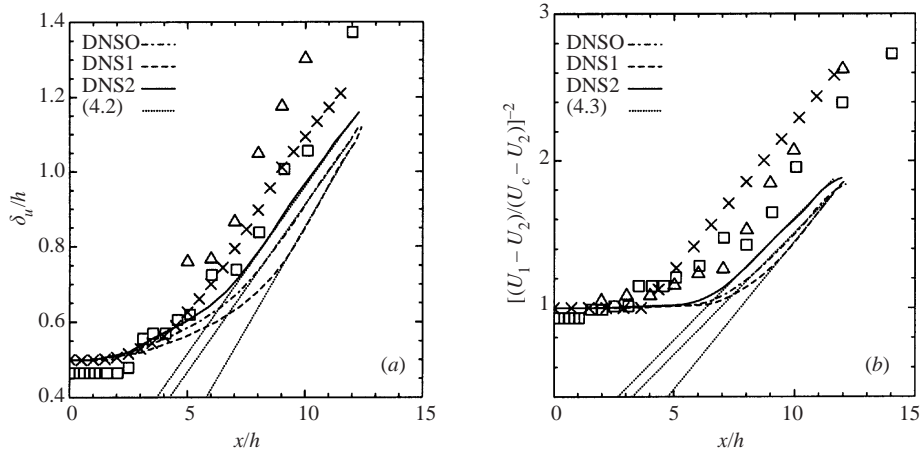 1.4
1.2
1.0
0.8
0.6
0.4
δu/h
DNSO
DNS1
DNS2
(4.2)
(a)
0 5 10 15
x/h
3
2
1
[(U1 – U2)/(Uc – U2)]–2
DNSO
DNS1
DNS2
(4.3)
(b)
0 5 10 15
x/h